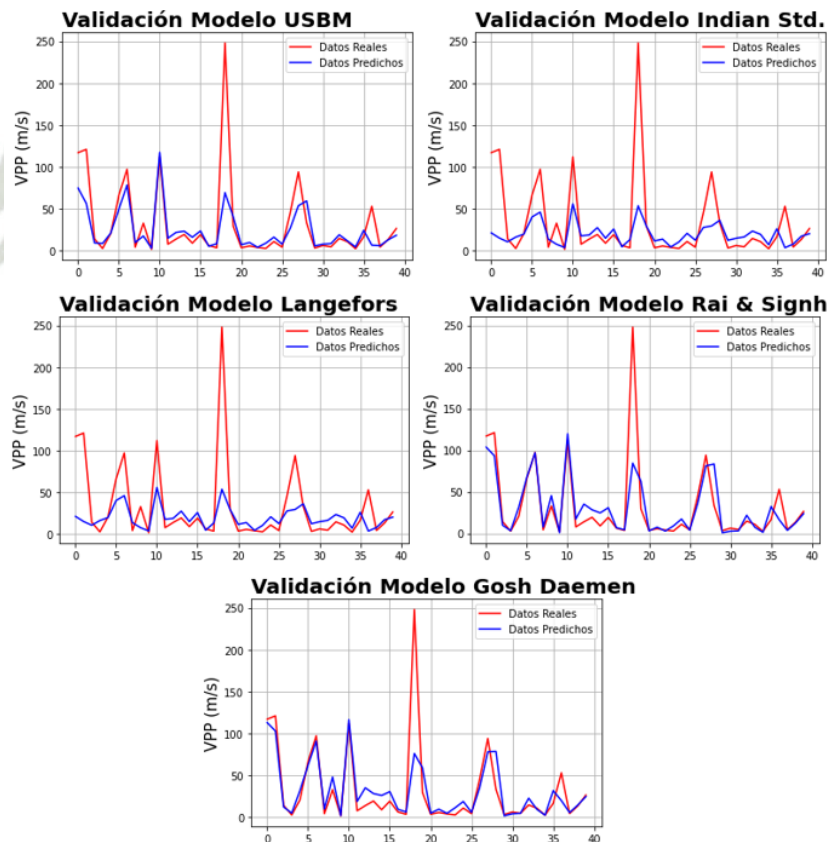 Validación Modelo USBM
Datos Reales
Datos Predichos
VPP (m/s)
250
200
150
100
50
0
0 5 10 15 20 25 30 35 40
Validación Modelo Indian Std.
Datos Reales
Datos Predichos
VPP (m/s)
250
200
150
100
50
0
0 5 10 15 20 25 30 35 40
Validación Modelo Langefors
Datos Reales
Datos Predichos
VPP (m/s)
250
200
150
100
50
0
0 5 10 15 20 25 30 35 40
Validación Modelo Rai & Signh
Datos Reales
Datos Predichos
VPP (m/s)
250
200
150
100
50
0
0 5 10 15 20 25 30 35 40
Validación Modelo Gosh Daemen
Datos Reales
Datos Predichos
VPP (m/s)
250
200
150
100
50
0
0 5 10 15 20 25 30 35 40